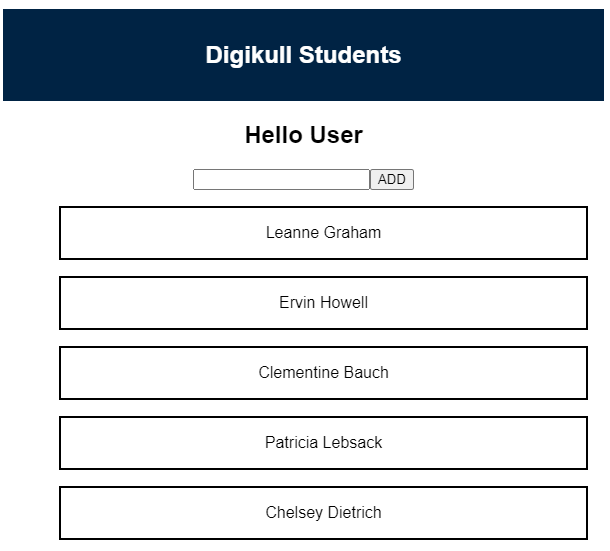 Digikull Students
Hello User
ADD
Leanne Graham
Ervin Howell
Clementine Bauch
Patricia Lebsack
Chelsey Dietrich